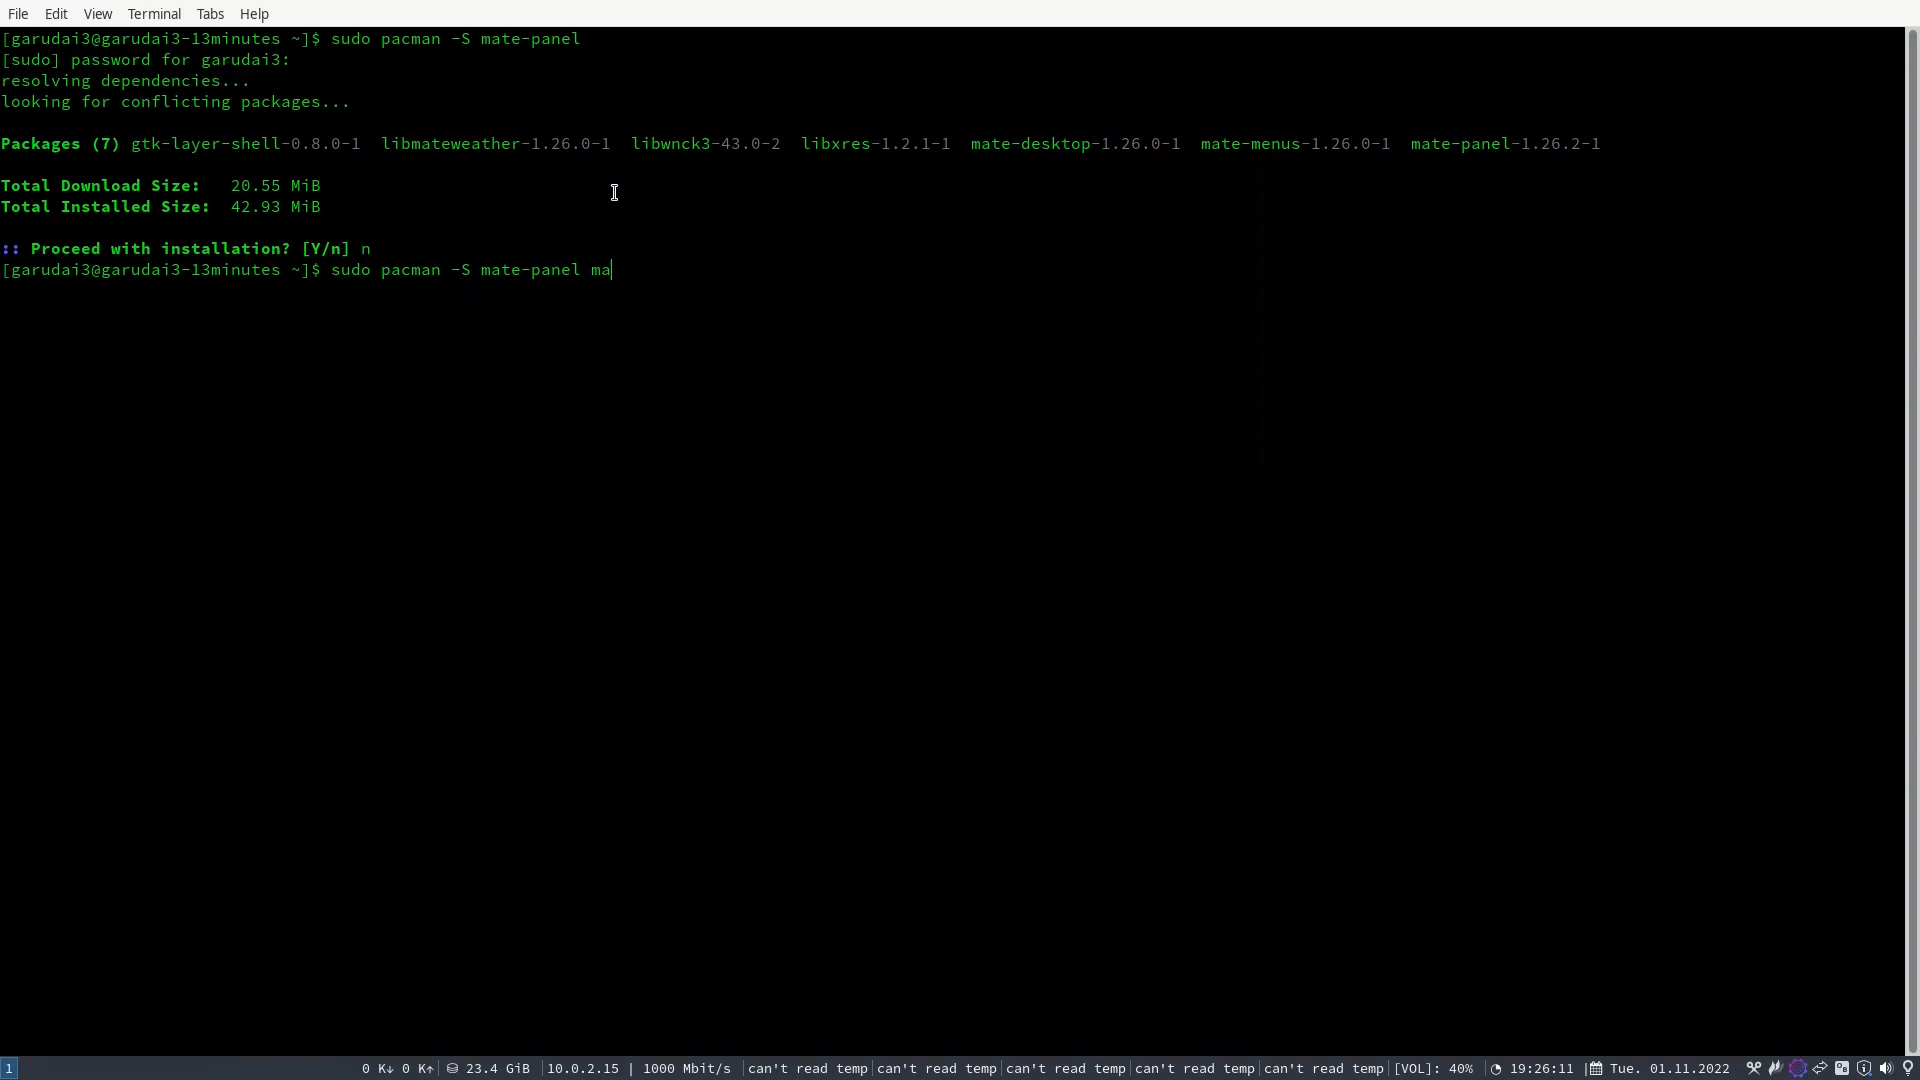 File Edit View Terminal Tabs Help
[garudai3@garudai3-13minutes ~]$ sudo pacman -S mate-panel
[sudo] password for garudai3:
resolving dependencies...
looking for conflicting packages...
Packages (7) gtk-layer-shell-0.8.0-1  libmateweather-1.26.0-1  libwnck3-43.0-2  libxres-1.2.1-1  mate-desktop-1.26.0-1  mate-menus-1.26.0-1  mate-panel-1.26.2-1
Total Download Size:   20.55 MiB
Total Installed Size:  42.93 MiB
:: Proceed with installation? [Y/n] n
[garudai3@garudai3-13minutes ~]$ sudo pacman -S mate-panel ma
1 0 K↓ 0 K↑ 23.4 GiB 10.0.2.15 | 1000 Mbit/s can't read temp can't read temp can't read temp can't read temp can't read temp [VOL]: 40% 19:26:11 | Tue. 01.11.2022